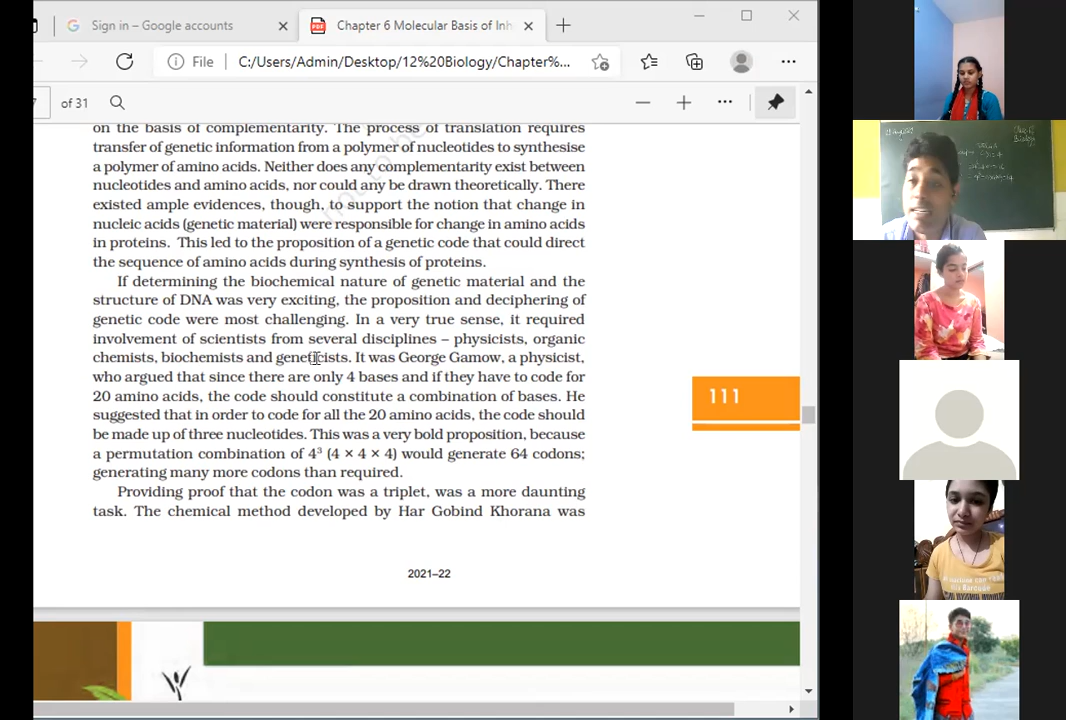 Sign in – Google accounts
Chapter 6 Molecular Basis of Inh
File
C:/Users/Admin/Desktop/12%20Biology/Chapter%...
7
of 31
on the basis of complementarity. The process of translation requires
transfer of genetic information from a polymer of nucleotides to synthesise
a polymer of amino acids. Neither does any complementarity exist between
nucleotides and amino acids, nor could any be drawn theoretically. There
existed ample evidences, though, to support the notion that change in
nucleic acids (genetic material) were responsible for change in amino acids
in proteins. This led to the proposition of a genetic code that could direct
the sequence of amino acids during synthesis of proteins.
If determining the biochemical nature of genetic material and the
structure of DNA was very exciting, the proposition and deciphering of
genetic code were most challenging. In a very true sense, it required
involvement of scientists from several disciplines – physicists, organic
chemists, biochemists and geneticists. It was George Gamow, a physicist,
who argued that since there are only 4 bases and if they have to code for
20 amino acids, the code should constitute a combination of bases. He
suggested that in order to code for all the 20 amino acids, the code should
be made up of three nucleotides. This was a very bold proposition, because
a permutation combination of 4³ (4 × 4 × 4) would generate 64 codons;
generating many more codons than required.
Providing proof that the codon was a triplet, was a more daunting
task. The chemical method developed by Har Gobind Khorana was
111
2021–22
Biology